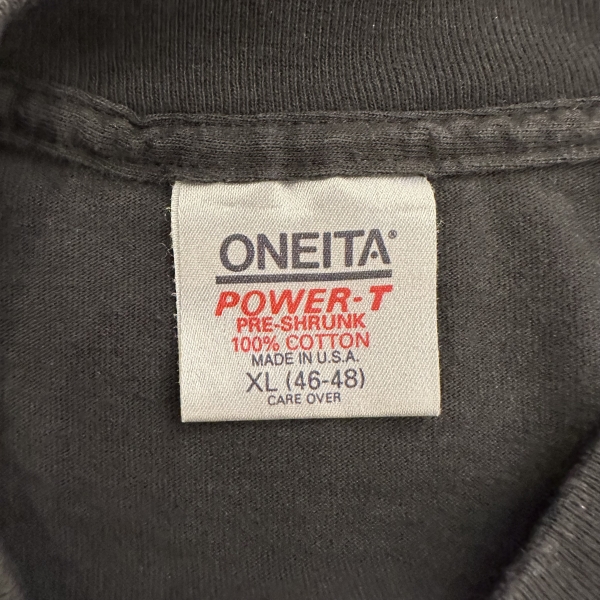 ONEITA®
POWER-T
PRE-SHRUNK
100% COTTON
MADE IN U.S.A.
XL (46-48)
CARE OVER